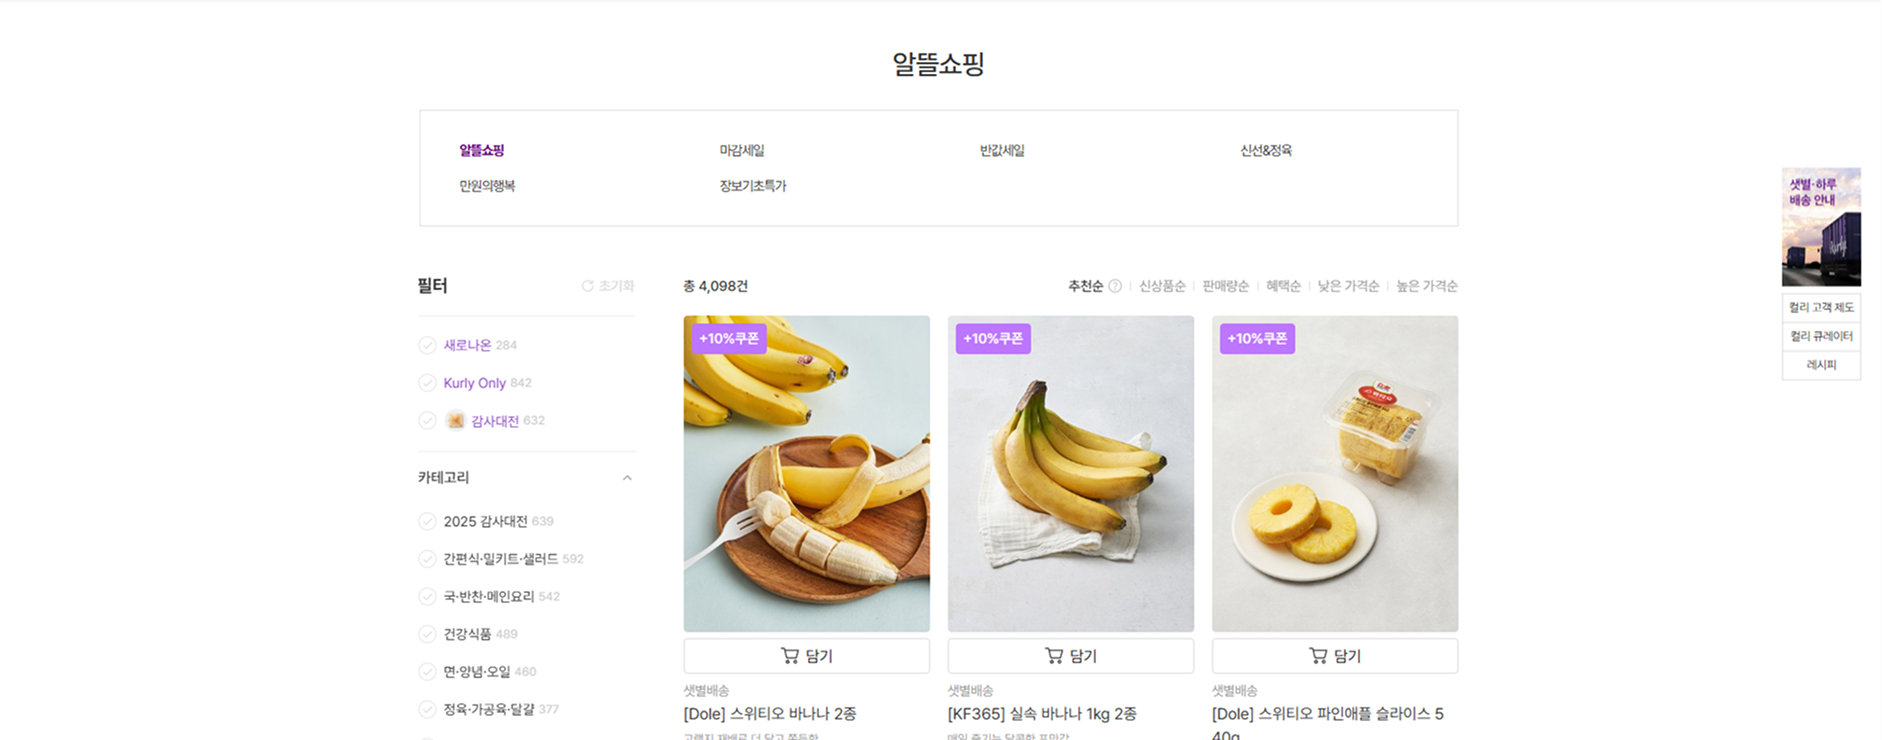 알뜰쇼핑
알뜰쇼핑 마감세일 반값세일 신선&정육
만원의행복 장보기초특가
샛별·하루
배송 안내
Kurly
컬리 고객 제도
컬리 큐레이터
레시피
필터 초기화
새로나온 284
Kurly Only 842
감사대전 632
카테고리
2025 감사대전 639
간편식·밀키트·샐러드 592
국·반찬·메인요리 542
건강식품 489
면·양념·오일 460
정육·가공육·달걀 377
총 4,098건 추천순 ? 신상품순 판매량순 혜택순 낮은 가격순 높은 가격순
+10%쿠폰 +10%쿠폰 +10%쿠폰
담기 담기 담기
샛별배송 샛별배송 샛별배송
[Dole] 스위티오 바나나 2종 [KF365] 실속 바나나 1kg 2종 [Dole] 스위티오 파인애플 슬라이스 5
40g